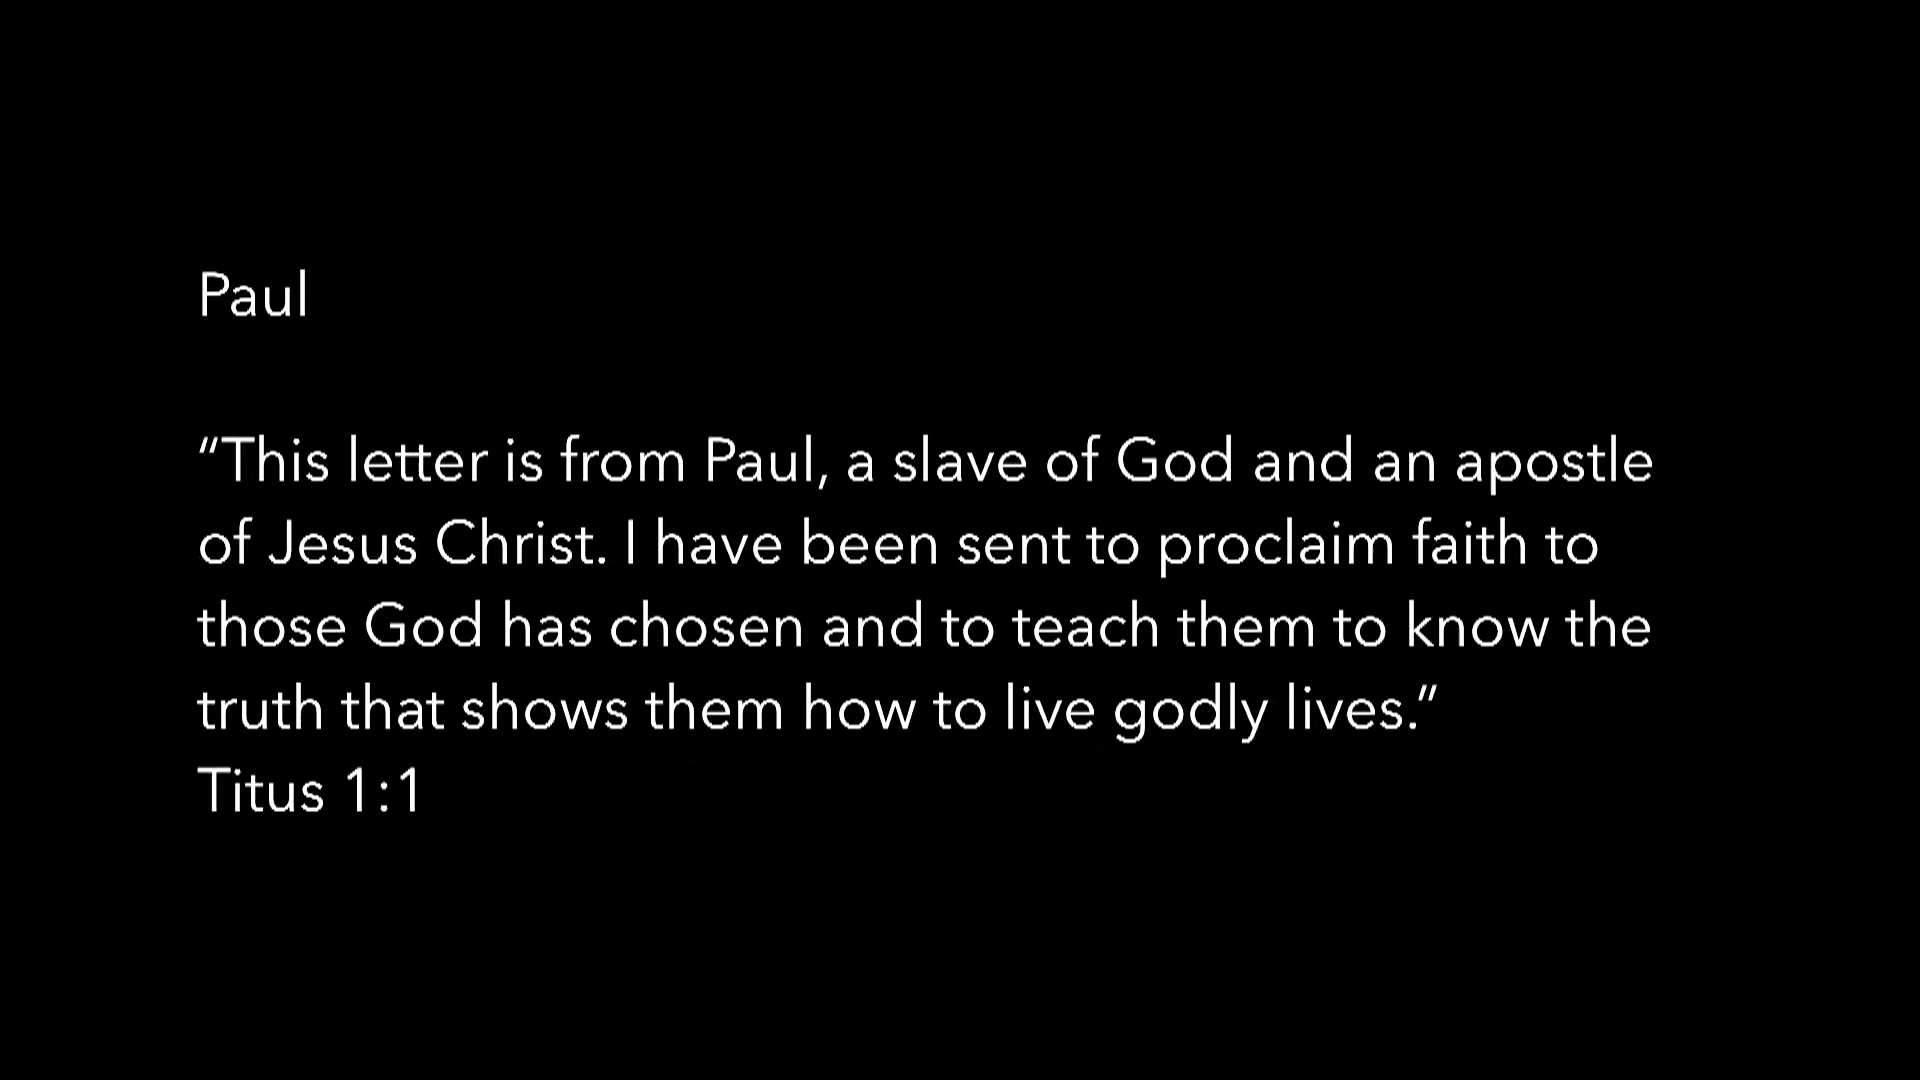 Paul
“This letter is from Paul, a slave of God and an apostle
of Jesus Christ. I have been sent to proclaim faith to
those God has chosen and to teach them to know the
truth that shows them how to live godly lives.”
Titus 1:1